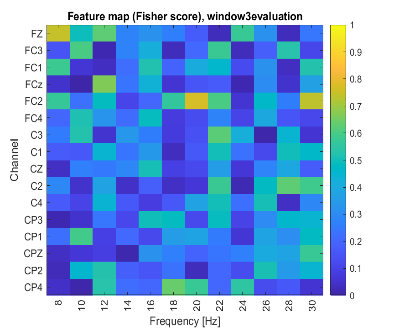 Feature map (Fisher score), window3evaluation
FZ
FC3
FC1
FCz
FC2
FC4
C3
C1
CZ
C2
C4
CP3
CP1
CPZ
CP2
CP4
Channel
8 10 12 14 16 18 20 22 24 26 28 30
Frequency [Hz]
1
0.9
0.8
0.7
0.6
0.5
0.4
0.3
0.2
0.1
0